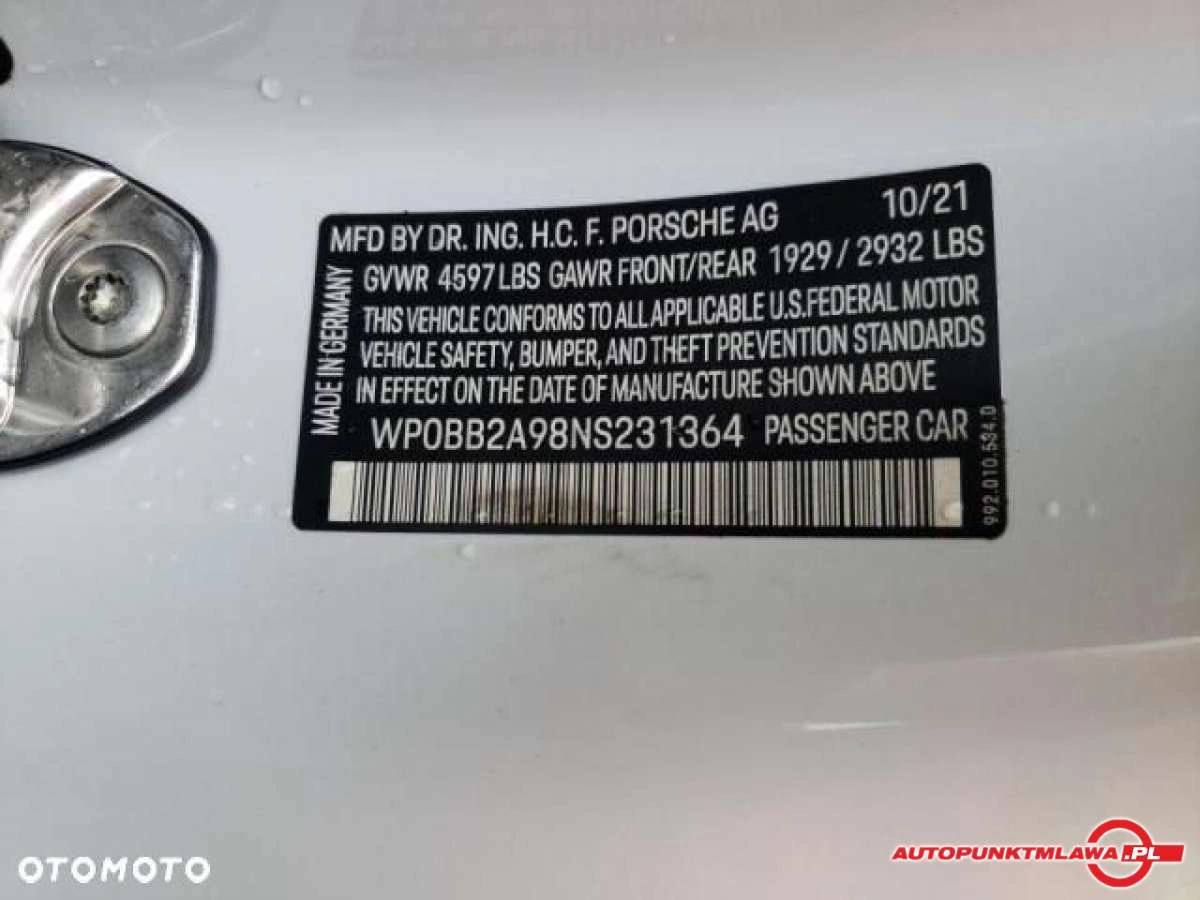 MFD BY DR. ING. H.C. F. PORSCHE AG 10/21
GVWR 4597 LBS GAWR FRONT/REAR 1929 / 2932 LBS
THIS VEHICLE CONFORMS TO ALL APPLICABLE U.S.FEDERAL MOTOR
VEHICLE SAFETY, BUMPER, AND THEFT PREVENTION STANDARDS
IN EFFECT ON THE DATE OF MANUFACTURE SHOWN ABOVE
WP0BB2A98NS231364 PASSENGER CAR
MADE IN GERMANY
992.010.534.D
OTOMOTO
AUTOPUNKTMLAWA.PL